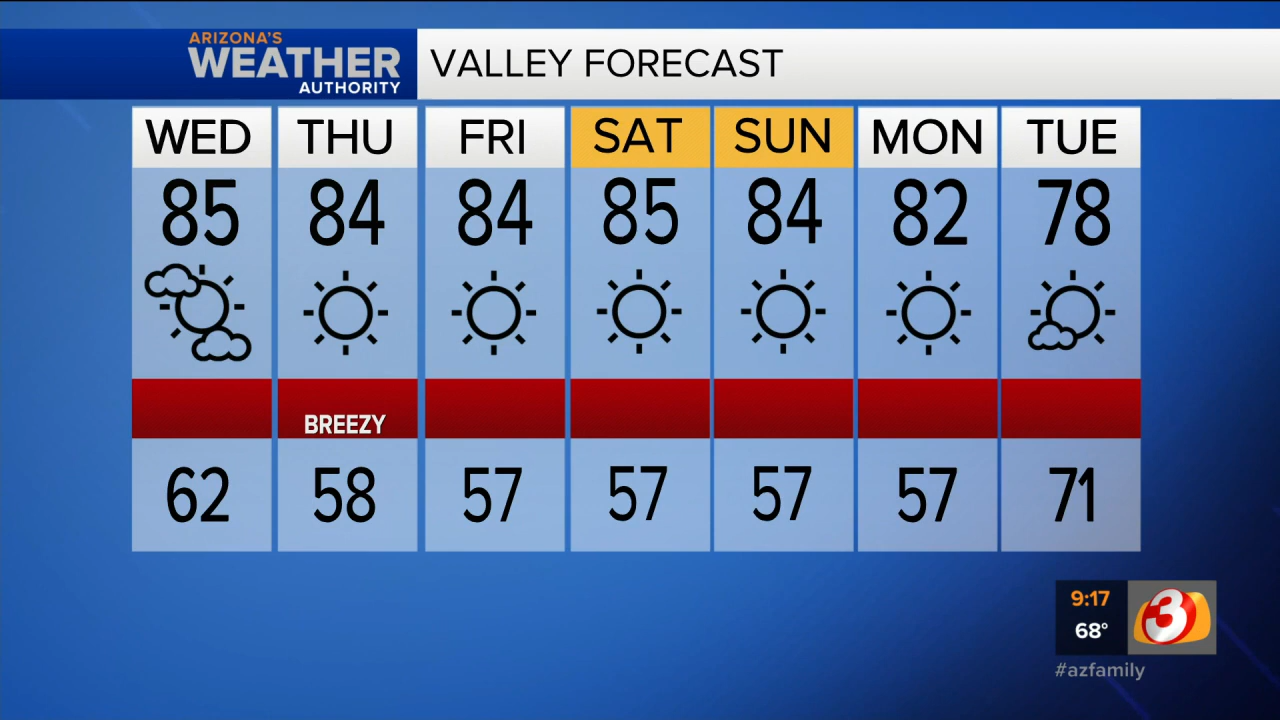 ARIZONA'S
WEATHER
AUTHORITY
VALLEY FORECAST
WED THU FRI SAT SUN MON TUE
85 84 84 85 84 82 78
BREEZY
62 58 57 57 57 57 71
9:17
68°
3
#azfamily